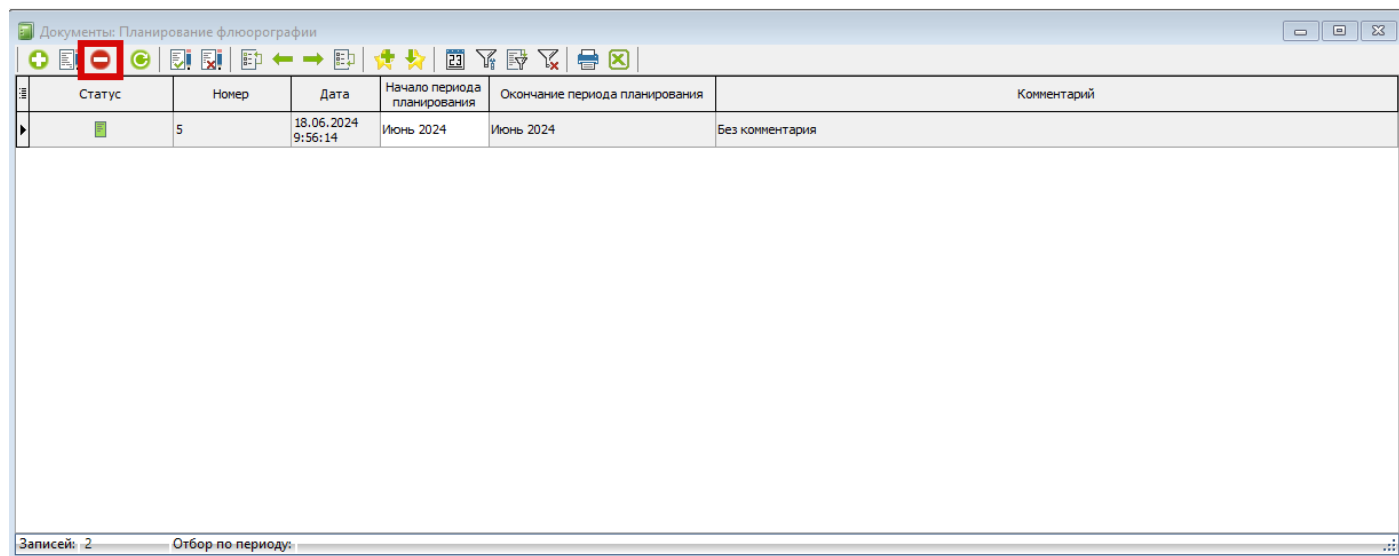 Документы: Планирование флюорографии
23
Статус Номер Дата Начало периода планирования Окончание периода планирования Комментарий
5 18.06.2024 9:56:14 Июнь 2024 Июнь 2024 Без комментария
Записей: 2 Отбор по периоду: